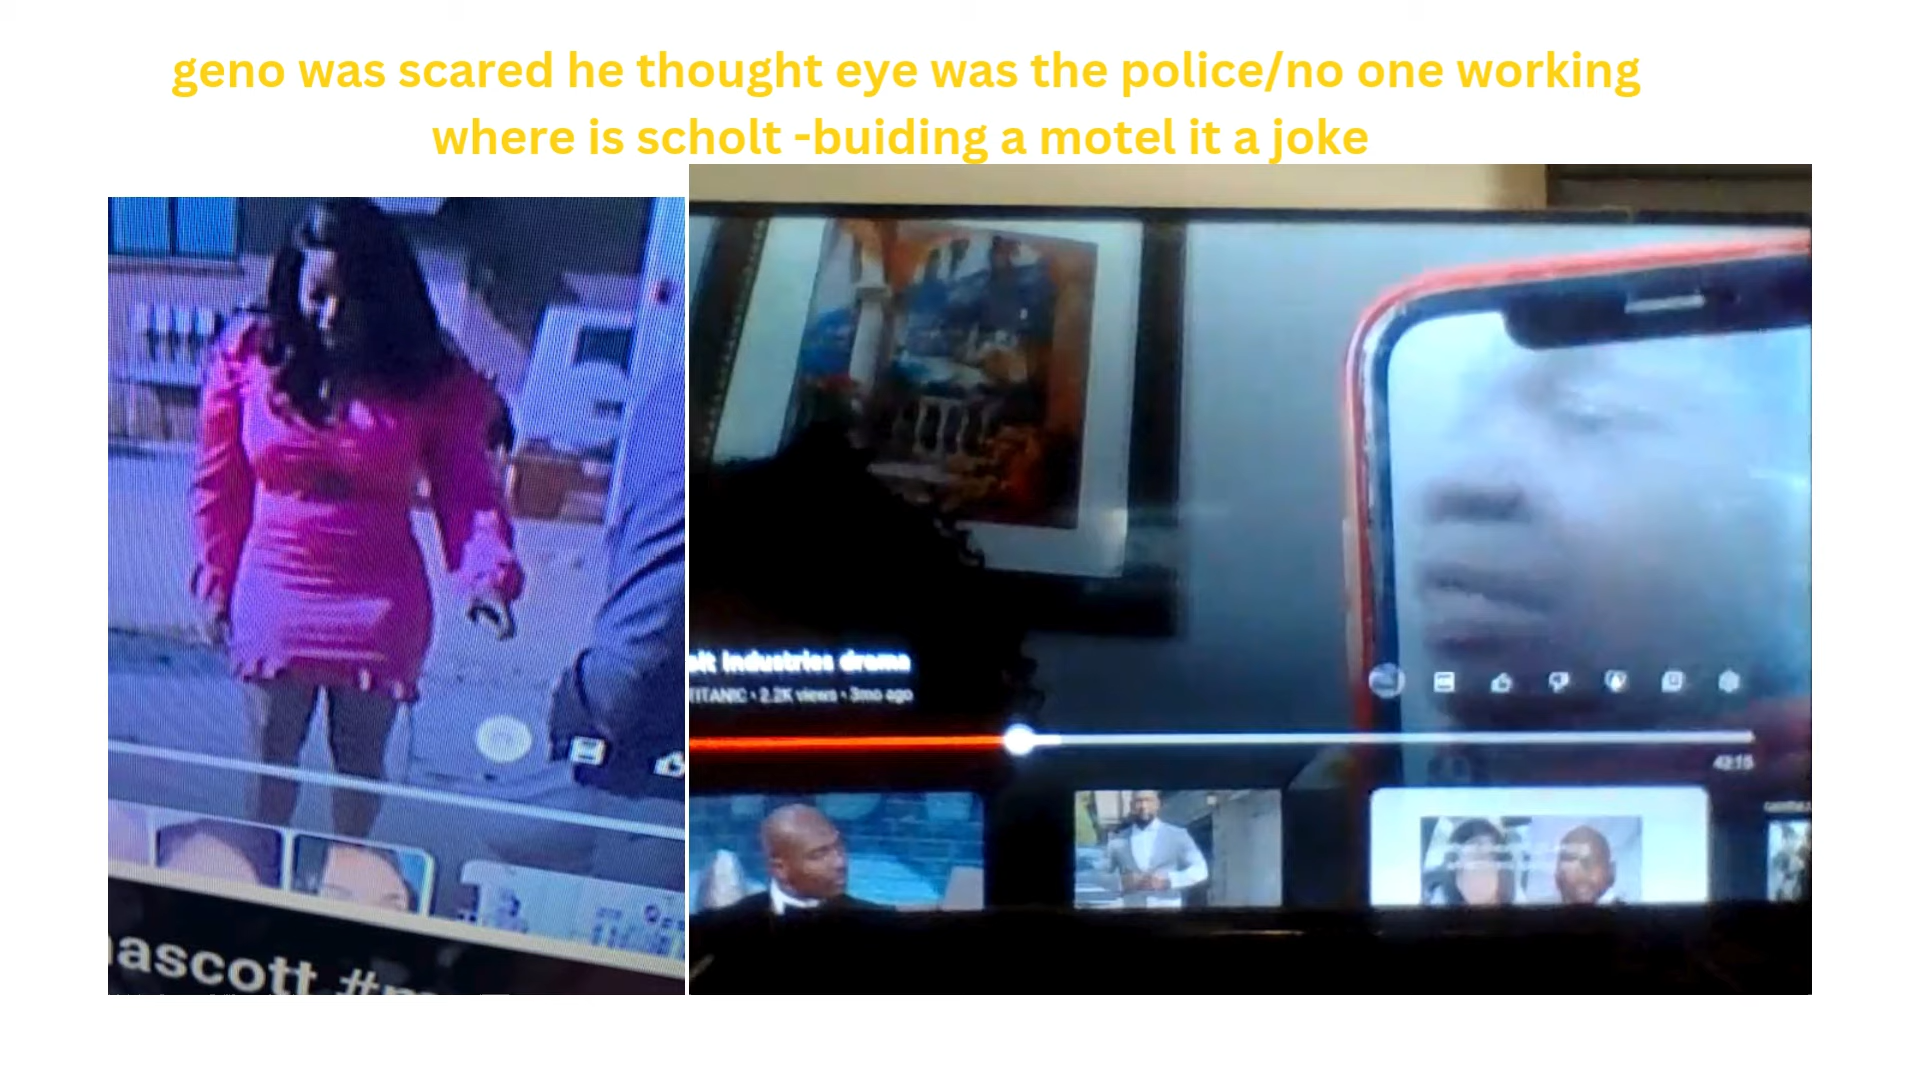 geno was scared he thought eye was the police/no one working
where is scholt -buiding a motel it a joke
Industries drama
TITANIC • 2.2K views • 3mo ago
42:15
ascott